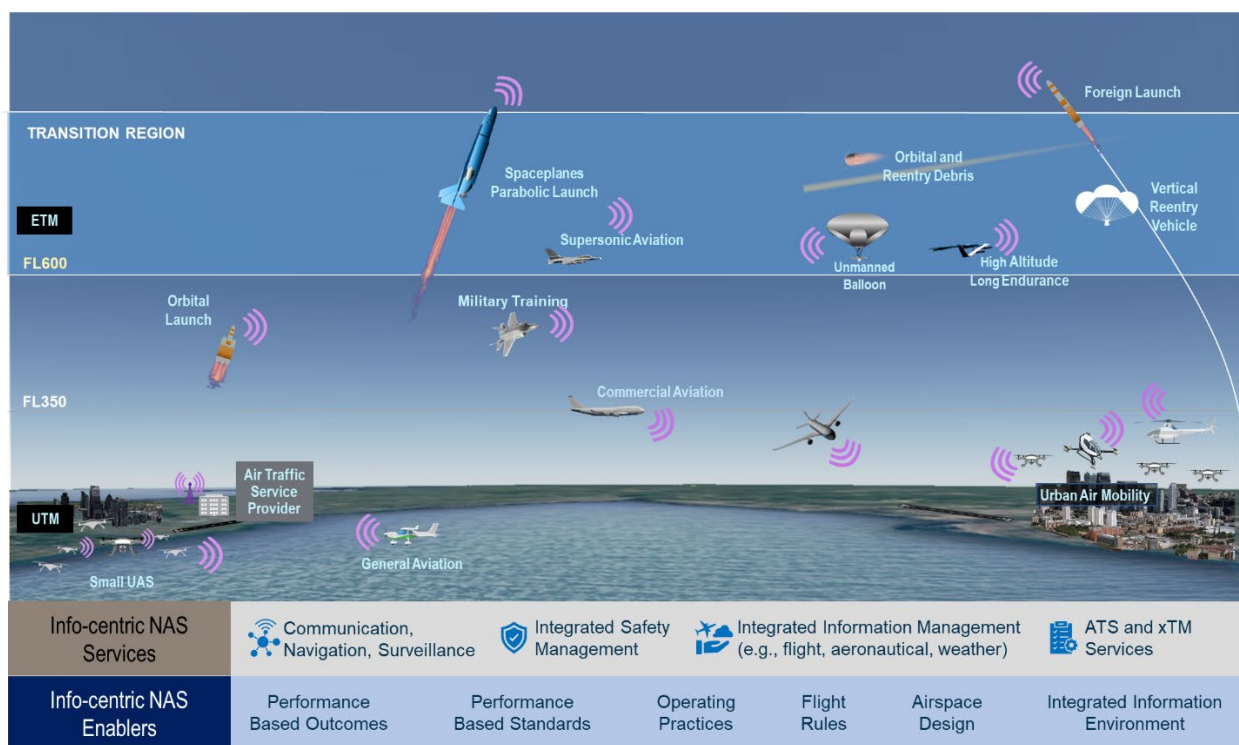 TRANSITION REGION
Foreign Launch
Spaceplanes
Parabolic Launch
Orbital and
Reentry Debris
Vertical
Reentry
Vehicle
ETM
Supersonic Aviation
FL600
Unmanned
Balloon
High Altitude
Long Endurance
Orbital
Launch
Military Training
FL350
Commercial Aviation
Air Traffic
Service
Provider
Urban Air Mobility
UTM
General Aviation
Small UAS
Info-centric NAS
Services
Communication,
Navigation, Surveillance
Integrated Safety
Management
Integrated Information Management
(e.g., flight, aeronautical, weather)
ATS and xTM
Services
Info-centric NAS
Enablers
Performance
Based Outcomes
Performance
Based Standards
Operating
Practices
Flight
Rules
Airspace
Design
Integrated Information
Environment